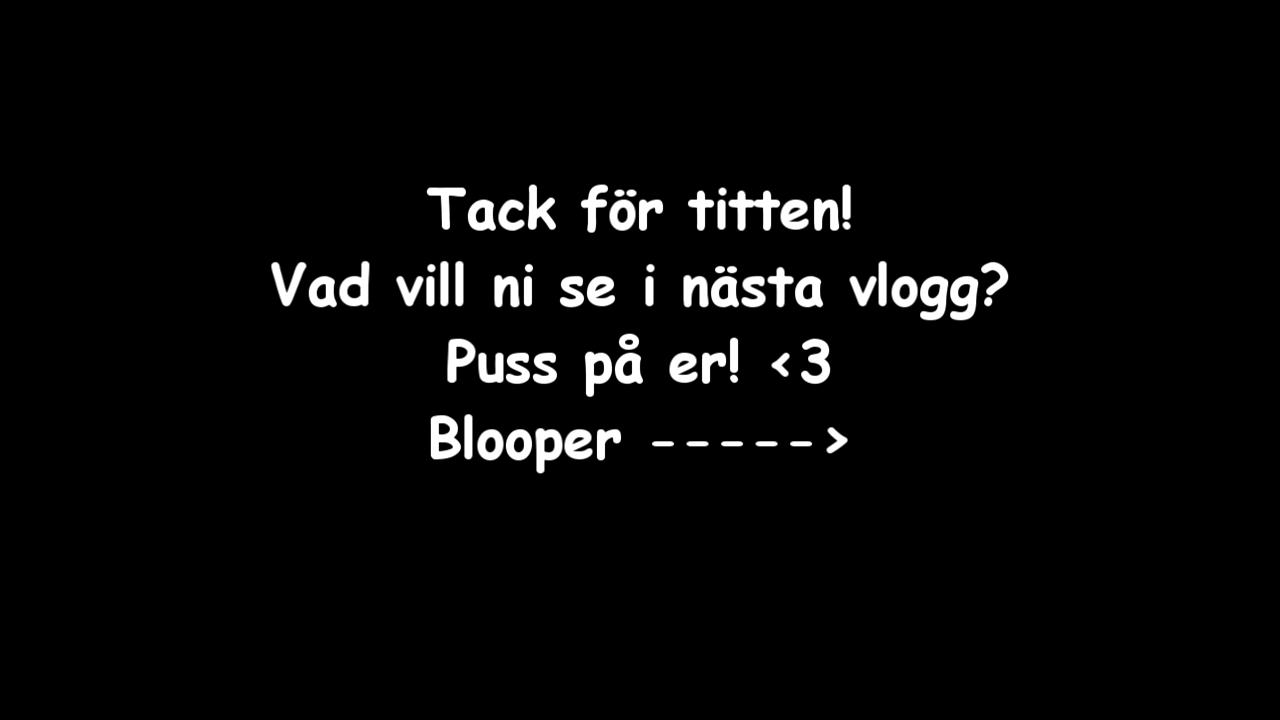 Tack för titten!
Vad vill ni se i nästa vlogg?
Puss på er! <3
Blooper ----->